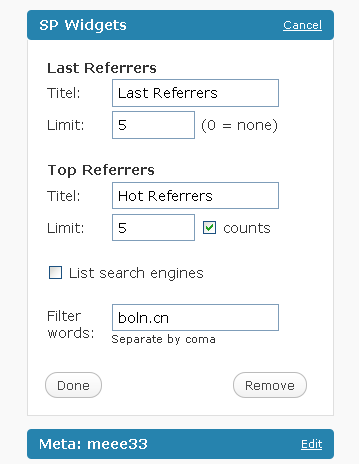 SP Widgets Cancel
Last Referrers
Titel: Last Referrers
Limit: 5 (0 = none)
Top Referrers
Titel: Hot Referrers
Limit: 5 counts
List search engines
Filter words: boln.cn
Separate by coma
Done Remove
Meta: meee33 Edit